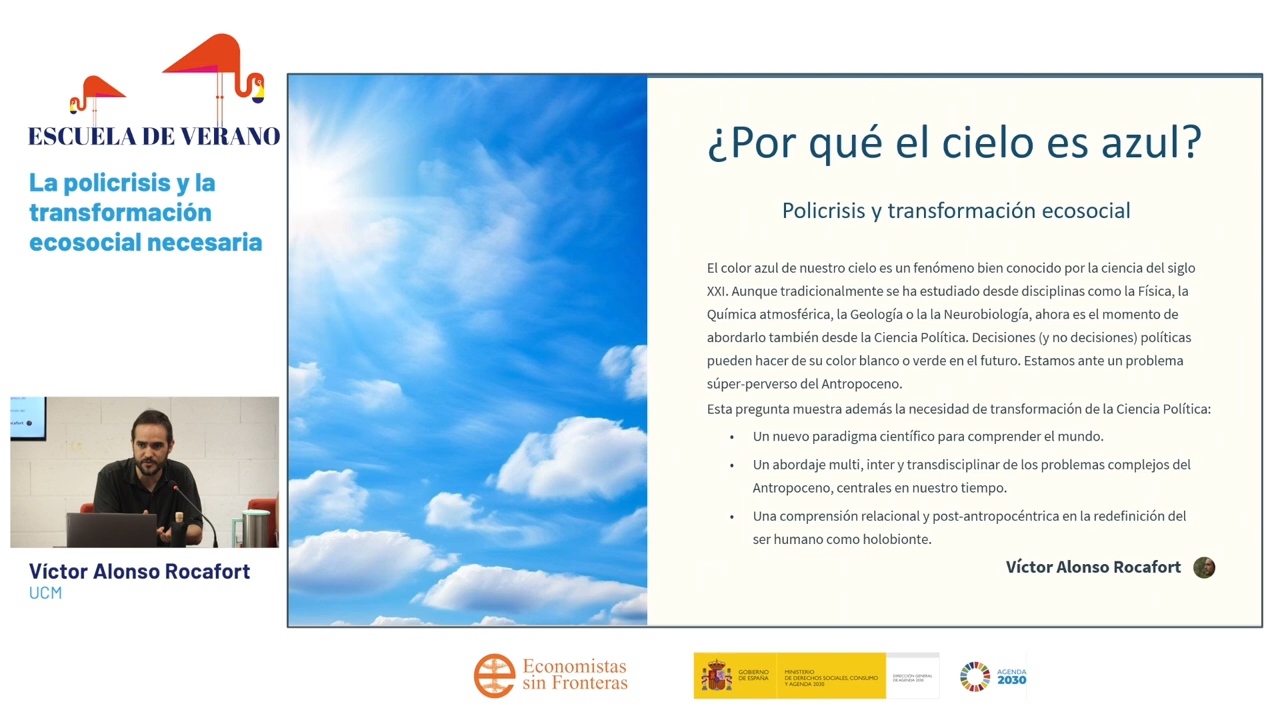 ESCUELA DE VERANO
La policrisis y la
transformación
ecosocial necesaria
¿Por qué el cielo es azul?
Policrisis y transformación ecosocial
El color azul de nuestro cielo es un fenómeno bien conocido por la ciencia del siglo
XXI. Aunque tradicionalmente se ha estudiado desde disciplinas como la Física, la
Química atmosférica, la Geología o la la Neurobiología, ahora es el momento de
abordarlo también desde la Ciencia Política. Decisiones (y no decisiones) políticas
pueden hacer de su color blanco o verde en el futuro. Estamos ante un problema
súper-perverso del Antropoceno.
Esta pregunta muestra además la necesidad de transformación de la Ciencia Política:
• Un nuevo paradigma científico para comprender el mundo.
• Un abordaje multi, inter y transdisciplinar de los problemas complejos del
Antropoceno, centrales en nuestro tiempo.
• Una comprensión relacional y post-antropocéntrica en la redefinición del
ser humano como holobionte.
Víctor Alonso Rocafort
Víctor Alonso Rocafort
UCM
Economistas
sin Fronteras
GOBIERNO
DE ESPAÑA
MINISTERIO
DE DERECHOS SOCIALES, CONSUMO
Y AGENDA 2030
DIRECCIÓN GENERAL
DE AGENDA 2030
AGENDA
2030